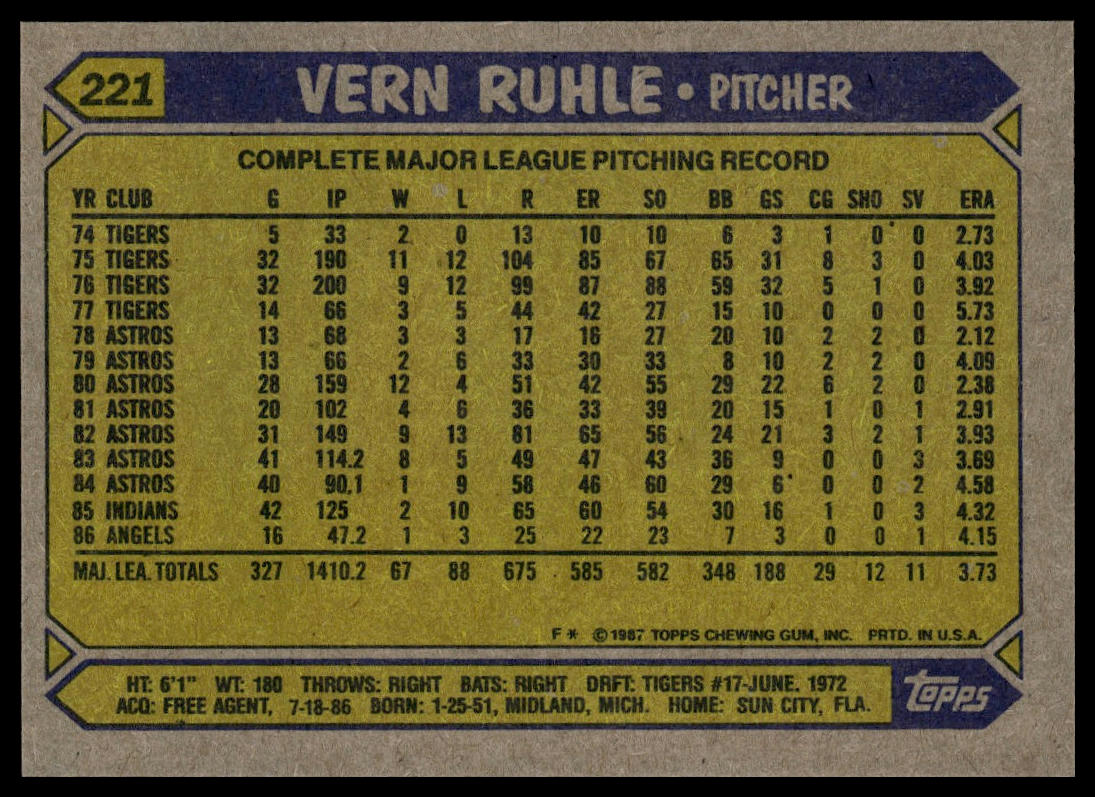 221 VERN RUHLE • PITCHER
COMPLETE MAJOR LEAGUE PITCHING RECORD
YR CLUB G IP W L R ER SO BB GS CG SHO SV ERA
74 TIGERS 5 33 2 0 13 10 10 6 3 1 0 0 2.73
75 TIGERS 32 190 11 12 104 85 67 65 31 8 3 0 4.03
76 TIGERS 32 200 9 12 99 87 88 59 32 5 1 0 3.92
77 TIGERS 14 66 3 5 44 42 27 15 10 0 0 0 5.73
78 ASTROS 13 68 3 3 17 16 27 20 10 2 2 0 2.12
79 ASTROS 13 66 2 6 33 30 33 8 10 2 2 0 4.09
80 ASTROS 28 159 12 4 51 42 55 29 22 6 2 0 2.38
81 ASTROS 20 102 4 6 36 33 39 20 15 1 0 1 2.91
82 ASTROS 31 149 9 13 81 65 56 24 21 3 2 1 3.93
83 ASTROS 41 114.2 8 5 49 47 43 36 9 0 0 3 3.69
84 ASTROS 40 90.1 1 9 58 46 60 29 6 0 0 2 4.58
85 INDIANS 42 125 2 10 65 60 54 30 16 1 0 3 4.32
86 ANGELS 16 47.2 1 3 25 22 23 7 3 0 0 1 4.15
MAJ. LEA. TOTALS 327 1410.2 67 88 675 585 582 348 188 29 12 11 3.73
F * ©1987 TOPPS CHEWING GUM, INC. PRTD. IN U.S.A.
HT: 6'1" WT: 180 THROWS: RIGHT BATS: RIGHT DRFT: TIGERS #17-JUNE. 1972
ACQ: FREE AGENT, 7-18-86 BORN: 1-25-51, MIDLAND, MICH. HOME: SUN CITY, FLA.
topps